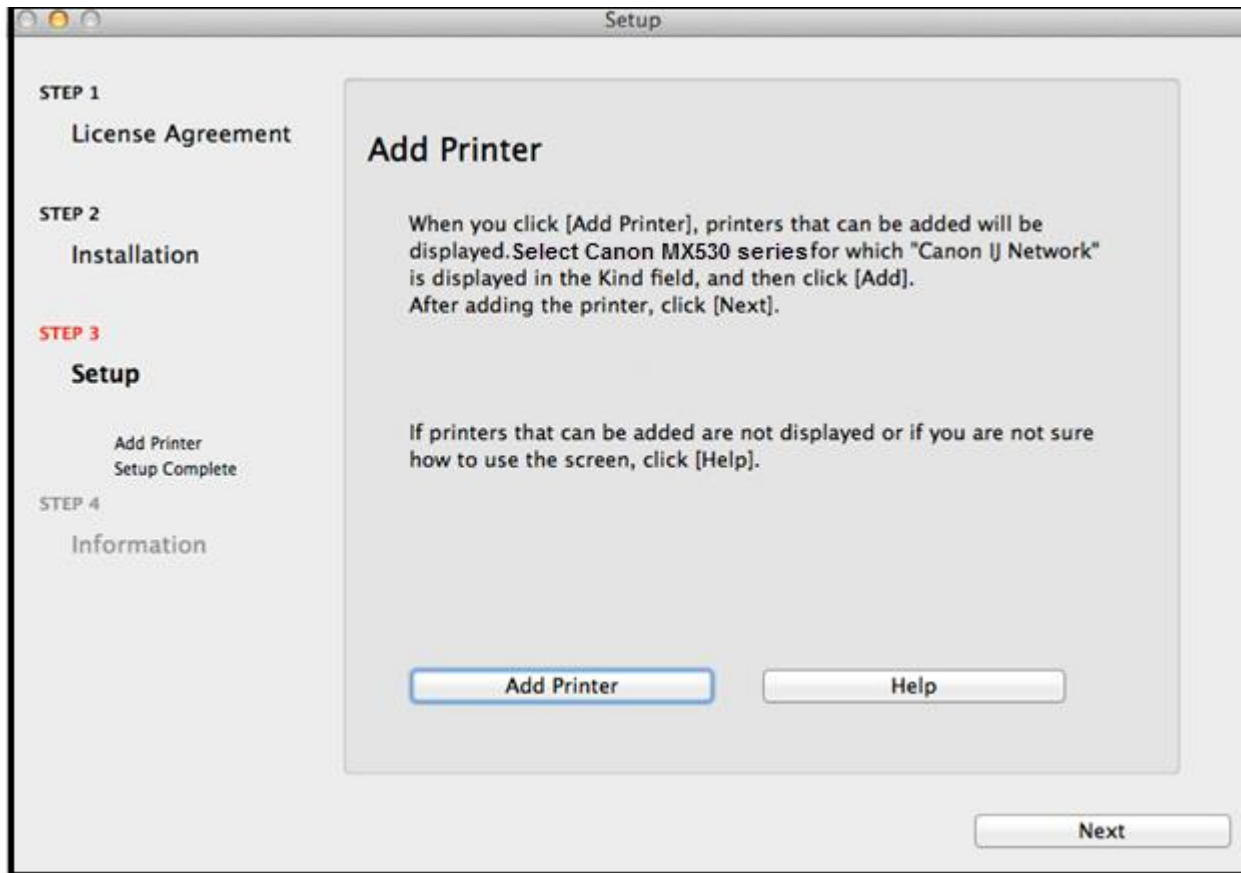 Setup
STEP 1
License Agreement
STEP 2
Installation
STEP 3
Setup
Add Printer
Setup Complete
STEP 4
Information
Add Printer
When you click [Add Printer], printers that can be added will be
displayed.Select Canon MX530 series for which "Canon IJ Network"
is displayed in the Kind field, and then click [Add].
After adding the printer, click [Next].
If printers that can be added are not displayed or if you are not sure
how to use the screen, click [Help].
Add Printer
Help
Next